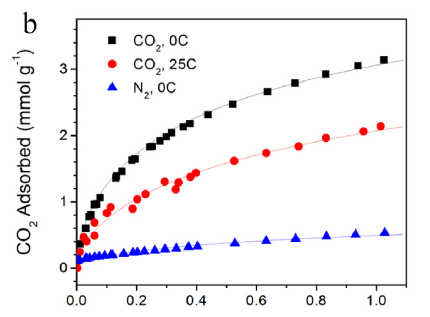 b
CO2, 0C
CO2, 25C
N2, 0C
CO2 Adsorbed (mmol g-1)
3
2
1
0
0.0 0.2 0.4 0.6 0.8 1.0